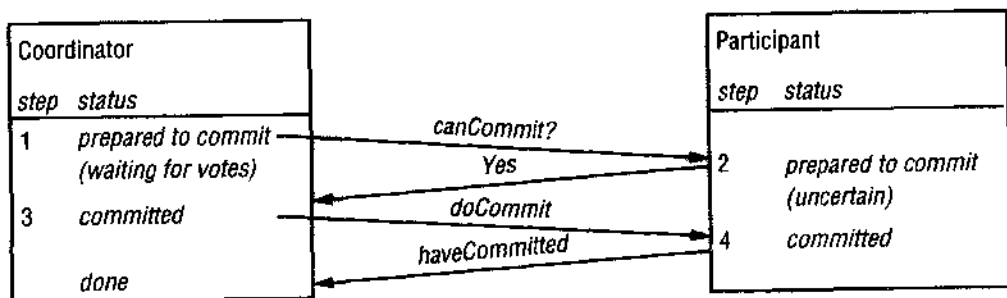 Coordinator
step status
1 prepared to commit
(waiting for votes)
3 committed
done
canCommit?
Yes
doCommit
haveCommitted
Participant
step status
2 prepared to commit
(uncertain)
4 committed